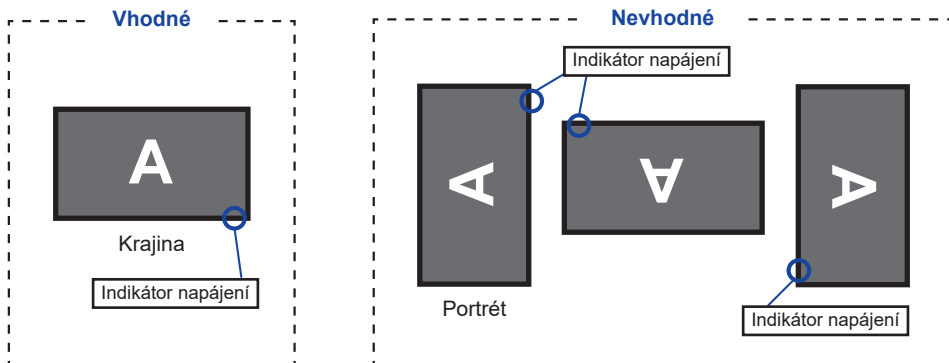 Vhodné
A
Krajina
Indikátor napájení
Nevhodné
Indikátor napájení
A
A
A
Portrét
Indikátor napájení